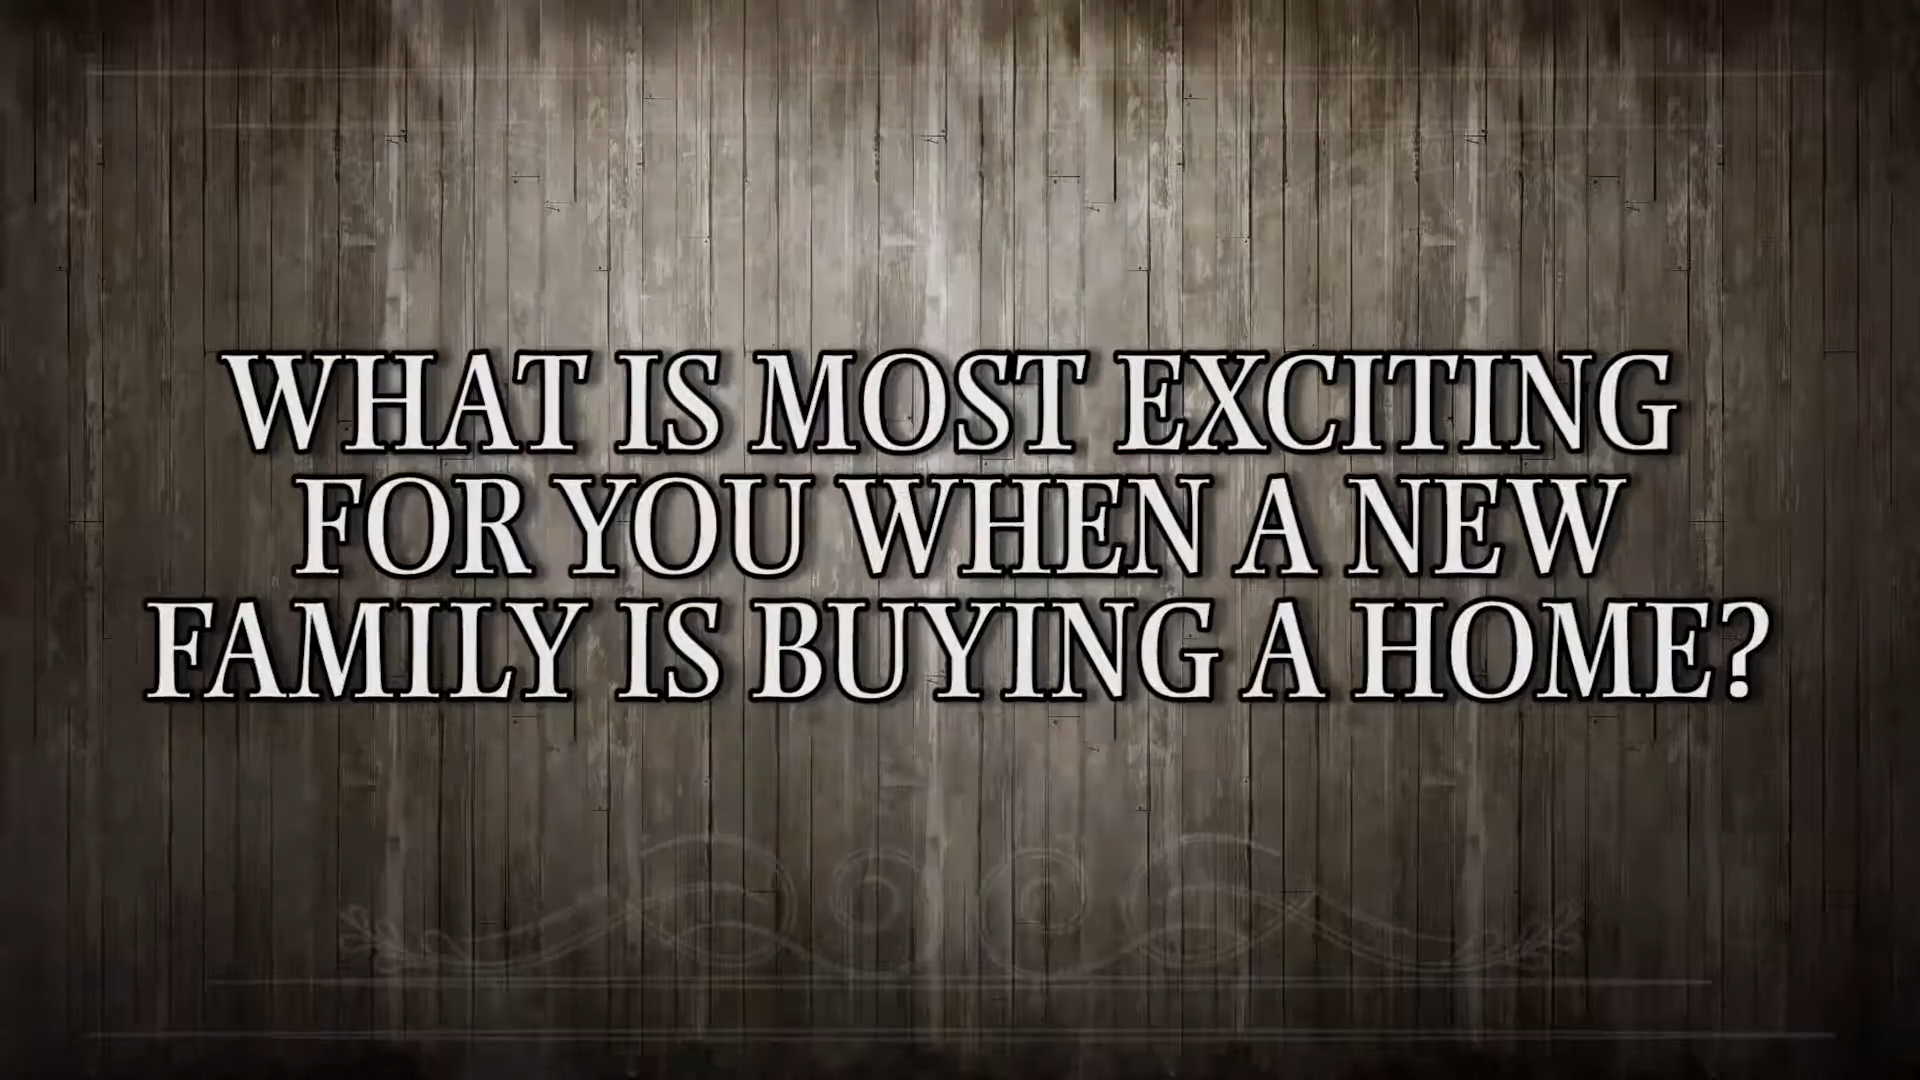 WHAT IS MOST EXCITING
FOR YOU WHEN A NEW
FAMILY IS BUYING A HOME?